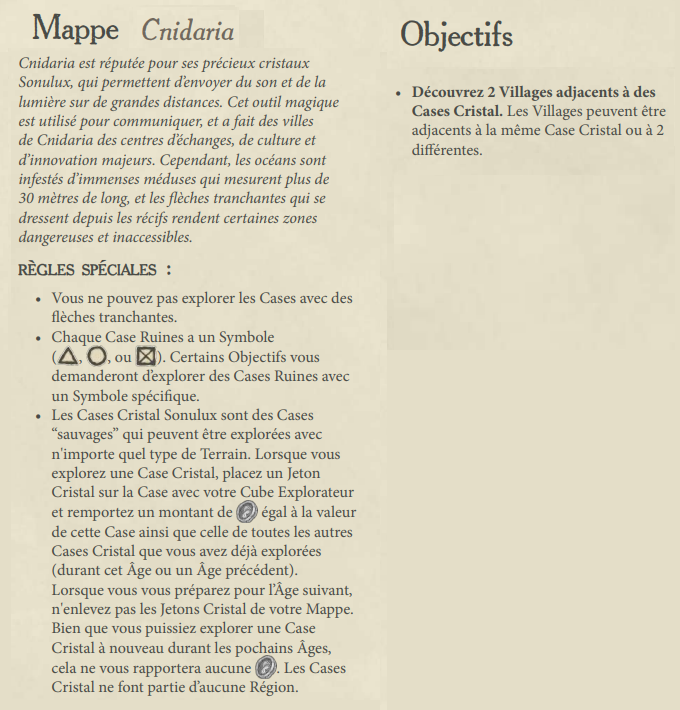 Mappe Cnidaria
Cnidaria est réputée pour ses précieux cristaux
Sonulux, qui permettent d'envoyer du son et de la
lumière sur de grandes distances. Cet outil magique
est utilisé pour communiquer, et a fait des villes
de Cnidaria des centres d'échanges, de culture et
d'innovation majeurs. Cependant, les océans sont
infestés d'immenses méduses qui mesurent plus de
30 mètres de long, et les flèches tranchantes qui se
dressent depuis les récifs rendent certaines zones
dangereuses et inaccessibles.
RÈGLES SPÉCIALES :
• Vous ne pouvez pas explorer les Cases avec des
flèches tranchantes.
• Chaque Case Ruines a un Symbole
( , , ou ). Certains Objectifs vous
demanderont d'explorer des Cases Ruines avec
un Symbole spécifique.
• Les Cases Cristal Sonulux sont des Cases
“sauvages” qui peuvent être explorées avec
n'importe quel type de Terrain. Lorsque vous
explorez une Case Cristal, placez un Jeton
Cristal sur la Case avec votre Cube Explorateur
et remportez un montant de égal à la valeur
de cette Case ainsi que celle de toutes les autres
Cases Cristal que vous avez déjà explorées
(durant cet Âge ou un Âge précédent).
Lorsque vous vous préparez pour l'Âge suivant,
n'enlevez pas les Jetons Cristal de votre Mappe.
Bien que vous puissiez explorer une Case
Cristal à nouveau durant les pochains Âges,
cela ne vous rapportera aucune . Les Cases
Cristal ne font partie d'aucune Région.
Objectifs
• Découvrez 2 Villages adjacents à des
Cases Cristal. Les Villages peuvent être
adjacents à la même Case Cristal ou à 2
différentes.